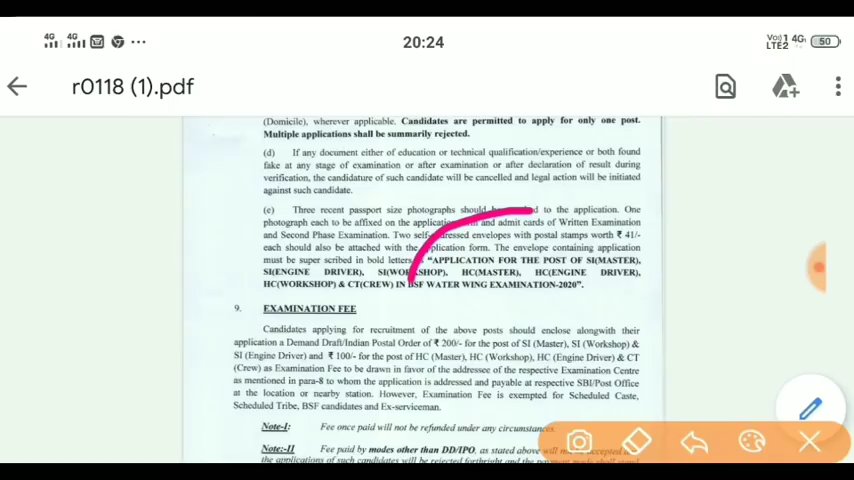 4G 4G 20:24 Vo)) 1 4G LTE2 50
r0118 (1).pdf
(Domicile), wherever applicable. Candidates are permitted to apply for only one post.
Multiple applications shall be summarily rejected.
(d) If any document either of education or technical qualification/experience or both found
fake at any stage of examination or after examination or after declaration of result during
verification, the candidature of such candidate will be cancelled and legal action will be initiated
against such candidate.
(e) Three recent passport size photographs should to the application. One
photograph each to be affixed on the application and admit cards of Written Examination
and Second Phase Examination. Two envelopes with postal stamps worth ₹ 41/-
each should also be attached with the form. The envelope containing application
must be super scribed in bold letters "APPLICATION FOR THE POST OF SI(MASTER),
SI(ENGINE DRIVER), SI(WORKSHOP), HC(MASTER), HC(ENGINE DRIVER),
HC(WORKSHOP) & CT(CREW) IN BSF WATER WING EXAMINATION-2020".
9. EXAMINATION FEE
Candidates applying for recruitment of the above posts should enclose alongwith their
application a Demand Draft/Indian Postal Order of ₹ 200/- for the post of SI (Master), SI (Workshop) &
SI (Engine Driver) and ₹ 100/- for the post of HC (Master), HC (Workshop), HC (Engine Driver) & CT
(Crew) as Examination Fee to be drawn in favor of the addressee of the respective Examination Centre
as mentioned in para-8 to whom the application is addressed and payable at respective SBI/Post Office
at the location or nearby station. However, Examination Fee is exempted for Scheduled Caste,
Scheduled Tribe, BSF candidates and Ex-serviceman.
Note-I: Fee once paid will not be refunded under any circumstances.
Note:-II Fee paid by modes other than DD/IPO, as stated above will
the applications of such candidates will be rejected forthright and the